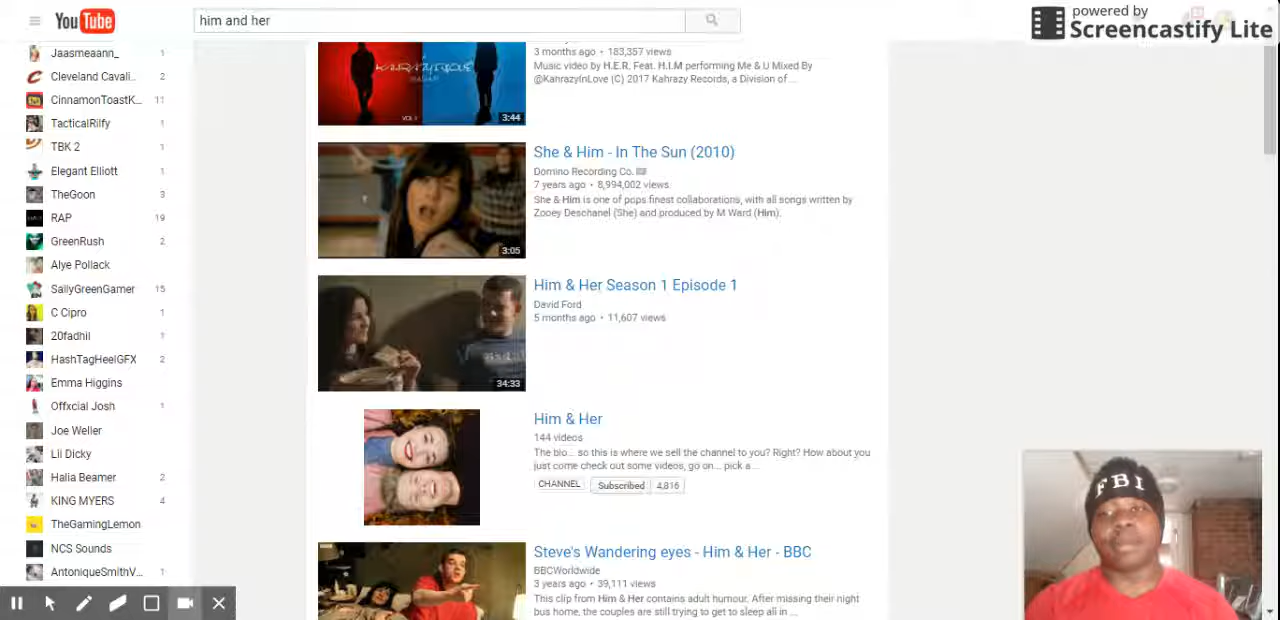 YouTube
him and her
powered by
Screencastify Lite
Jaasmeaann_ 1
Cleveland Cavali... 2
CinnamonToastK... 11
TacticalRilfy 1
TBK 2 1
Elegant Elliott 1
TheGoon 3
RAP 19
GreenRush 2
Alye Pollack
SallyGreenGamer 15
C Cipro 1
20fadhil 1
HashTagHeelGFX 2
Emma Higgins
Offxcial Josh 1
Joe Weller
Lil Dicky
Halia Beamer 2
KING MYERS 4
TheGamingLemon
NCS Sounds
AntoniqueSmithV... 1
3 months ago • 183,357 views
Music video by H.E.R. Feat. H.I.M performing Me & U Mixed By
@KahrazyInLove (C) 2017 Kahrazy Records, a Division of ...
VOL 1
3:44
She & Him - In The Sun (2010)
Domino Recording Co.
7 years ago • 8,994,002 views
She & Him is one of pops finest collaborations, with all songs written by
Zooey Deschanel (She) and produced by M Ward (Him).
3:05
Him & Her Season 1 Episode 1
David Ford
5 months ago • 11,607 views
34:33
Him & Her
144 videos
The bio... so this is where we sell the channel to you? Right? How about you
just come check out some videos, go on... pick a...
CHANNEL Subscribed 4,816
Steve's Wandering eyes - Him & Her - BBC
BBCWorldwide
3 years ago • 39,111 views
This clip from Him & Her contains adult humour. After missing their night
bus home, the couples are still trying to get to sleep all in ...
FBI